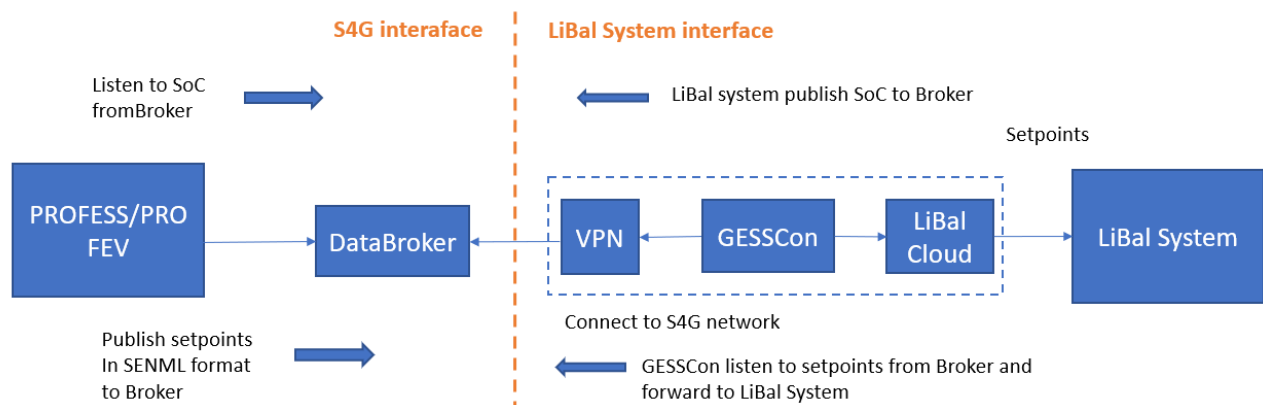 S4G interaface
LiBal System interface
Listen to SoC
fromBroker
LiBal system publish SoC to Broker
Setpoints
PROFESS/PRO
FEV
DataBroker
VPN
GESSCon
LiBal
Cloud
LiBal System
Connect to S4G network
Publish setpoints
In SENML format
to Broker
GESSCon listen to setpoints from Broker and
forward to LiBal System